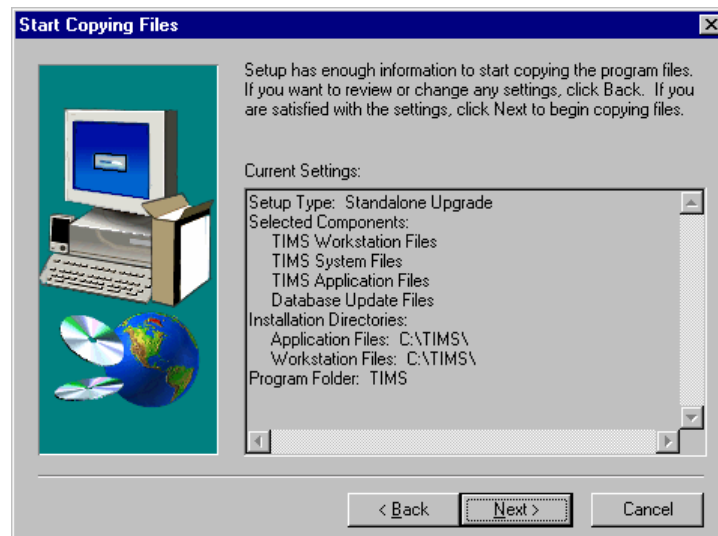 Start Copying Files
Setup has enough information to start copying the program files.
If you want to review or change any settings, click Back.  If you
are satisfied with the settings, click Next to begin copying files.
Current Settings:
Setup Type:  Standalone Upgrade
Selected Components:
TIMS Workstation Files
TIMS System Files
TIMS Application Files
Database Update Files
Installation Directories:
Application Files:  C:\TIMS\
Workstation Files:  C:\TIMS\
Program Folder:  TIMS
< Back
Next >
Cancel